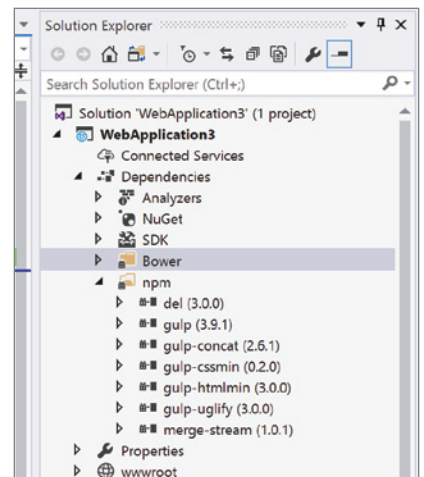 Solution Explorer
Search Solution Explorer (Ctrl+;)
Solution 'WebApplication3' (1 project)
WebApplication3
Connected Services
Dependencies
Analyzers
NuGet
SDK
Bower
npm
del (3.0.0)
gulp (3.9.1)
gulp-concat (2.6.1)
gulp-cssmin (0.2.0)
gulp-htmlmin (3.0.0)
gulp-uglify (3.0.0)
merge-stream (1.0.1)
Properties
wwwroot